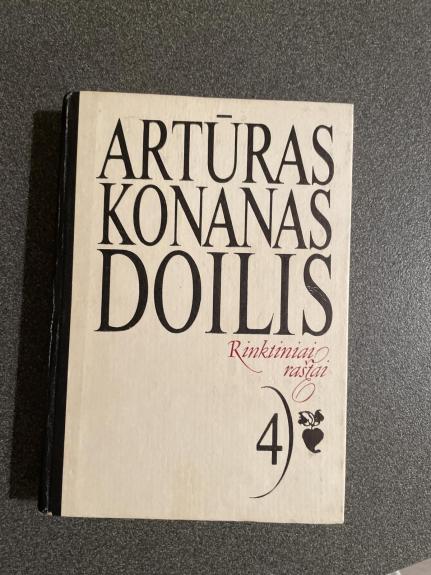 ARTŪRAS
KONANAS
DOILIS
Rinktiniai
raštai
4)